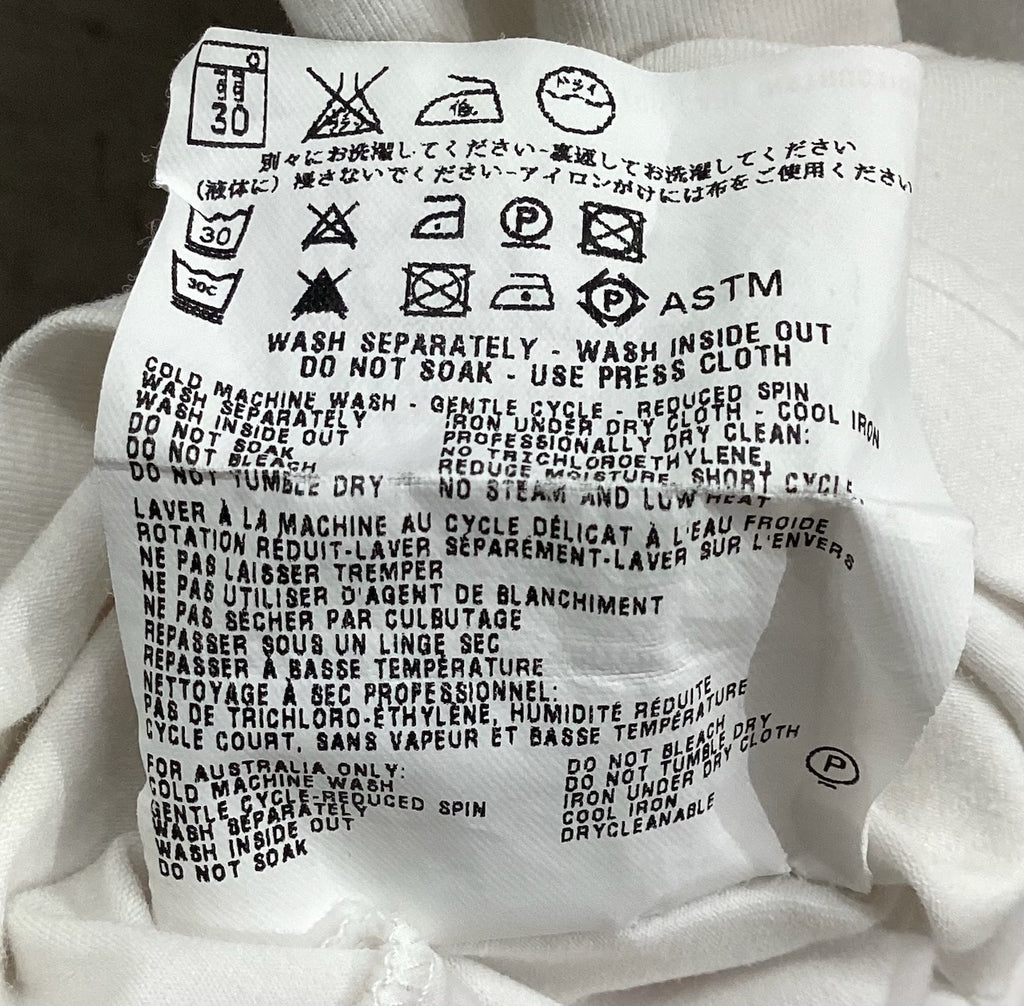 30
低
ドライ
別々にお洗濯してください-裏返してお洗濯してください
(液体に) 浸さないでください-アイロンがけには布をご使用ください
30 P
30C P ASTM
WASH SEPARATELY - WASH INSIDE OUT
DO NOT SOAK - USE PRESS CLOTH
COLD MACHINE WASH - GENTLE CYCLE - REDUCED SPIN
WASH SEPARATELY IRON UNDER DRY CLOTH - COOL IRON
WASH INSIDE OUT PROFESSIONALLY DRY CLEAN:
DO NOT SOAK NO TRICHLOROETHYLENE,
DO NOT BLEACH REDUCE MOISTURE, SHORT CYCLE,
DO NOT TUMBLE DRY NO STEAM AND LOW HEAT
LAVER À LA MACHINE AU CYCLE DÉLICAT À L'EAU FROIDE
ROTATION RÉDUIT-LAVER SÉPARÉMENT-LAVER SUR L'ENVERS
NE PAS LAISSER TREMPER
NE PAS UTILISER D'AGENT DE BLANCHIMENT
NE PAS SÉCHER PAR CULBUTAGE
REPASSER SOUS UN LINGE SEC
REPASSER À BASSE TEMPÉRATURE
NETTOYAGE À SEC PROFESSIONNEL:
PAS DE TRICHLORO-ÉTHYLÈNE, HUMIDITÉ RÉDUITE
CYCLE COURT, SANS VAPEUR ET BASSE TEMPÉRATURE
FOR AUSTRALIA ONLY:
COLD MACHINE WASH
GENTLE CYCLE-REDUCED SPIN
WASH SEPARATELY
WASH INSIDE OUT
DO NOT SOAK
DO NOT BLEACH
DO NOT TUMBLE DRY
IRON UNDER DRY CLOTH
COOL IRON
DRYCLEANABLE
P